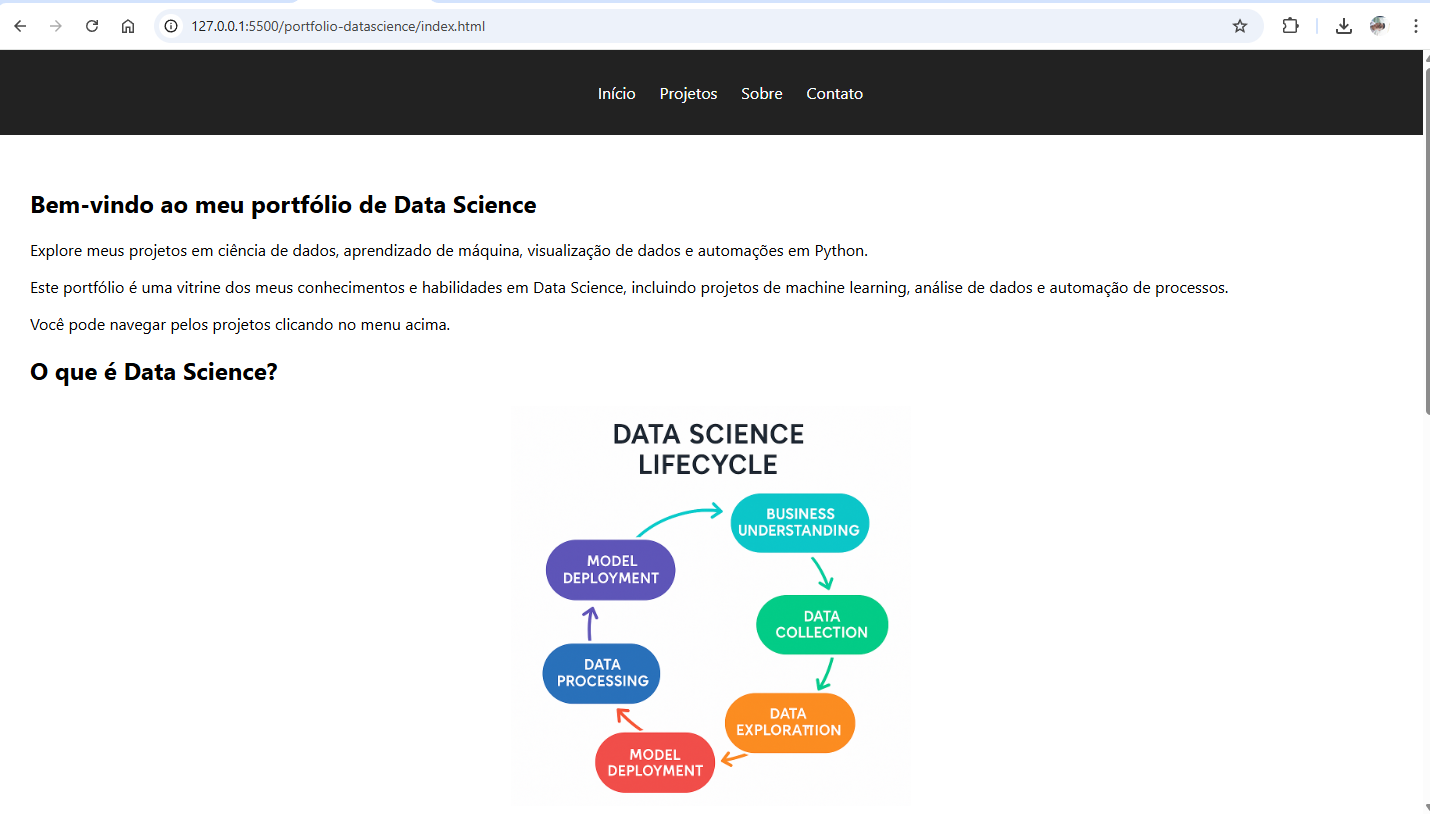 127.0.0.1:5500/portfolio-datascience/index.html
Início Projetos Sobre Contato
Bem-vindo ao meu portfólio de Data Science
Explore meus projetos em ciência de dados, aprendizado de máquina, visualização de dados e automações em Python.
Este portfólio é uma vitrine dos meus conhecimentos e habilidades em Data Science, incluindo projetos de machine learning, análise de dados e automação de processos.
Você pode navegar pelos projetos clicando no menu acima.
O que é Data Science?
DATA SCIENCE
LIFECYCLE
BUSINESS
UNDERSTANDING
DATA
COLLECTION
DATA
EXPLORATION
MODEL
DEPLOYMENT
DATA
PROCESSING
MODEL
DEPLOYMENT